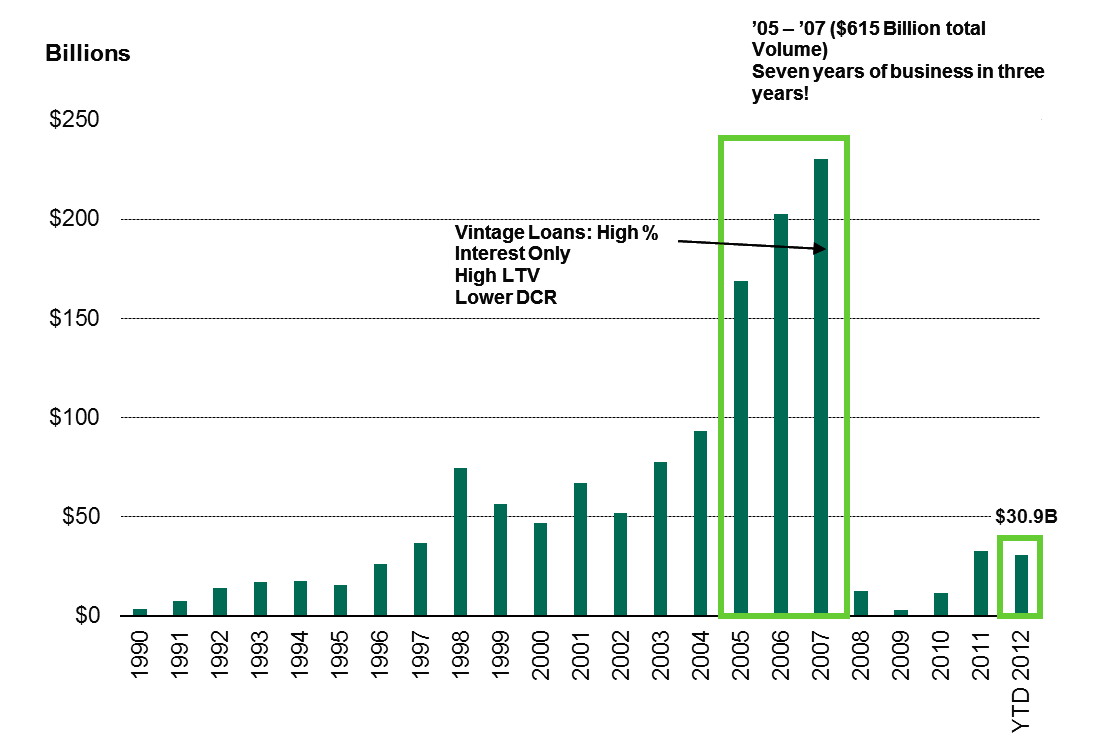 ’05 – ’07 ($615 Billion total
Volume)
Seven years of business in three
years!
Billions
$250
$200
$150
$100
$50
$0
Vintage Loans: High %
Interest Only
High LTV
Lower DCR
$30.9B
1990
1991
1992
1993
1994
1995
1996
1997
1998
1999
2000
2001
2002
2003
2004
2005
2006
2007
2008
2009
2010
2011
YTD 2012